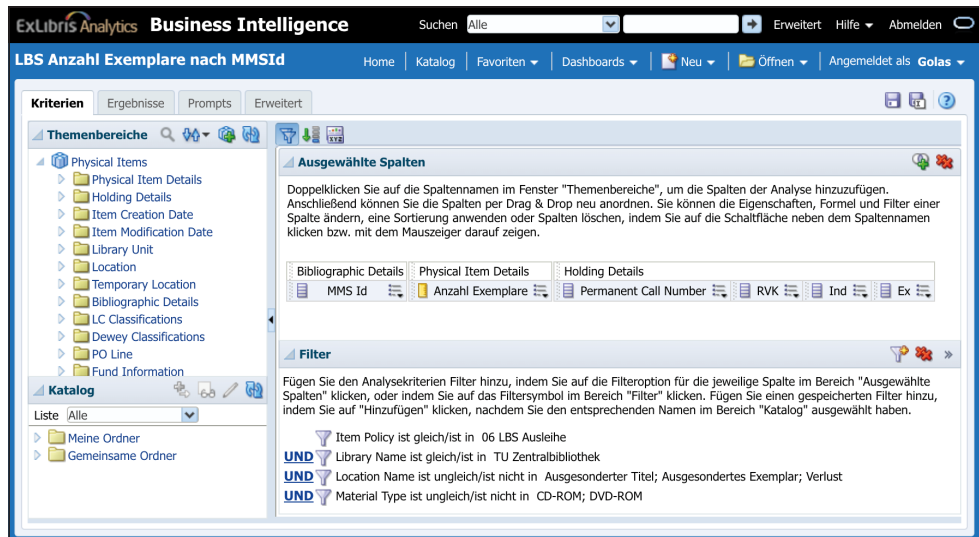 ExLibris Analytics Business Intelligence Suchen Alle Erweitert Hilfe Abmelden
LBS Anzahl Exemplare nach MMSId Home Katalog Favoriten Dashboards Neu Öffnen Angemeldet als Golas
Kriterien Ergebnisse Prompts Erweitert
Themenbereiche
Physical Items
Physical Item Details
Holding Details
Item Creation Date
Item Modification Date
Library Unit
Location
Temporary Location
Bibliographic Details
LC Classifications
Dewey Classifications
PO Line
Fund Information
Katalog
Liste Alle
Meine Ordner
Gemeinsame Ordner
Ausgewählte Spalten
Doppelklicken Sie auf die Spaltennamen im Fenster "Themenbereiche", um die Spalten der Analyse hinzuzufügen.
Anschließend können Sie die Spalten per Drag & Drop neu anordnen. Sie können die Eigenschaften, Formel und Filter einer
Spalte ändern, eine Sortierung anwenden oder Spalten löschen, indem Sie auf die Schaltfläche neben dem Spaltennamen
klicken bzw. mit dem Mauszeiger darauf zeigen.
Bibliographic Details Physical Item Details Holding Details
MMS Id Anzahl Exemplare Permanent Call Number RVK Ind Ex
Filter
Fügen Sie den Analysekriterien Filter hinzu, indem Sie auf die Filteroption für die jeweilige Spalte im Bereich "Ausgewählte
Spalten" klicken, oder indem Sie auf das Filtersymbol im Bereich "Filter" klicken. Fügen Sie einen gespeicherten Filter hinzu,
indem Sie auf "Hinzufügen" klicken, nachdem Sie den entsprechenden Namen im Bereich "Katalog" ausgewählt haben.
Item Policy ist gleich/ist in 06 LBS Ausleihe
UND Library Name ist gleich/ist in TU Zentralbibliothek
UND Location Name ist ungleich/ist nicht in Ausgesonderter Titel; Ausgesondertes Exemplar; Verlust
UND Material Type ist ungleich/ist nicht in CD-ROM; DVD-ROM